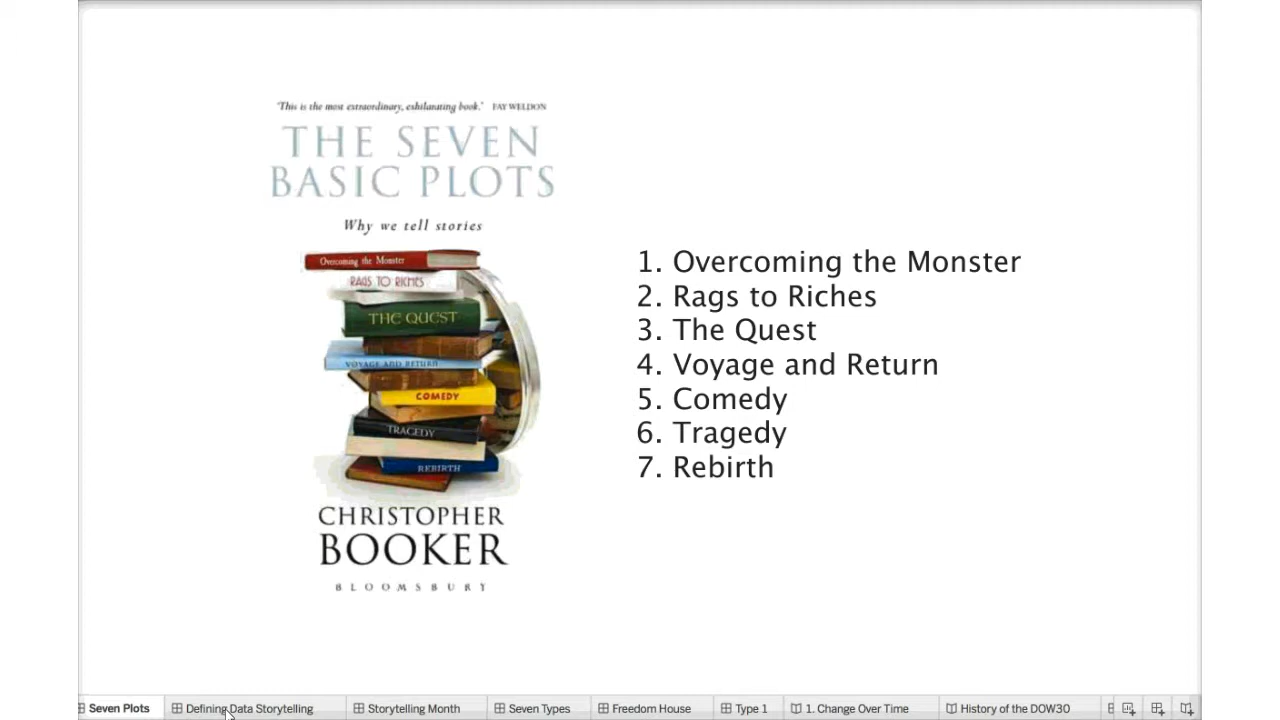 'This is the most extraordinary, exhilarating book.' FAY WELDON
THE SEVEN
BASIC PLOTS
Why we tell stories
Overcoming the Monster
RAGS TO RICHES
THE QUEST
VOYAGE AND RETURN
COMEDY
TRAGEDY
REBIRTH
CHRISTOPHER
BOOKER
BLOOMSBURY
1. Overcoming the Monster
2. Rags to Riches
3. The Quest
4. Voyage and Return
5. Comedy
6. Tragedy
7. Rebirth
Seven Plots
Defining Data Storytelling
Storytelling Month
Seven Types
Freedom House
Type 1
1. Change Over Time
History of the DOW30